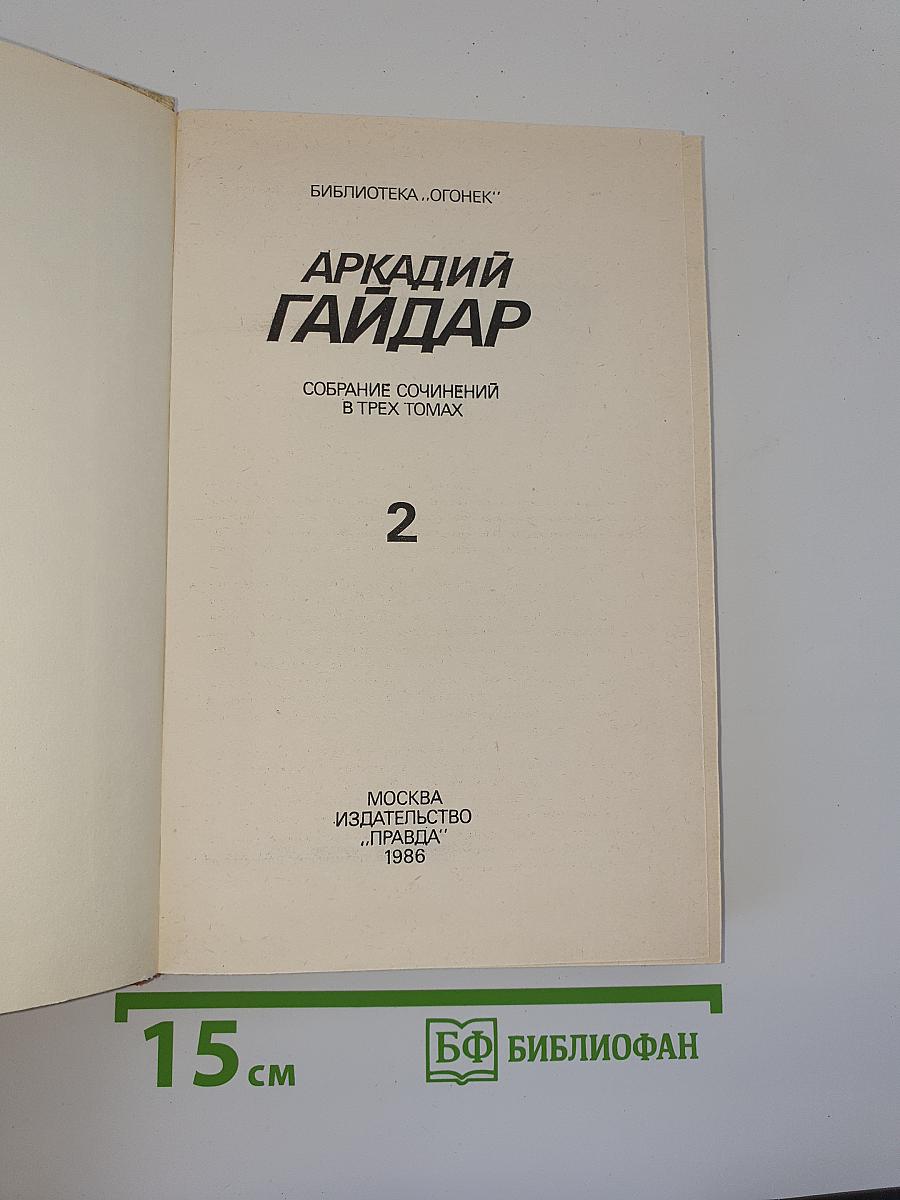 БИБЛИОТЕКА „ОГОНЕК"
АРКАДИЙ
ГАЙДАР
СОБРАНИЕ СОЧИНЕНИЙ
В ТРЕХ ТОМАХ
2
МОСКВА
ИЗДАТЕЛЬСТВО
„ПРАВДА"
1986
15 см
БФ БИБЛИОФАН